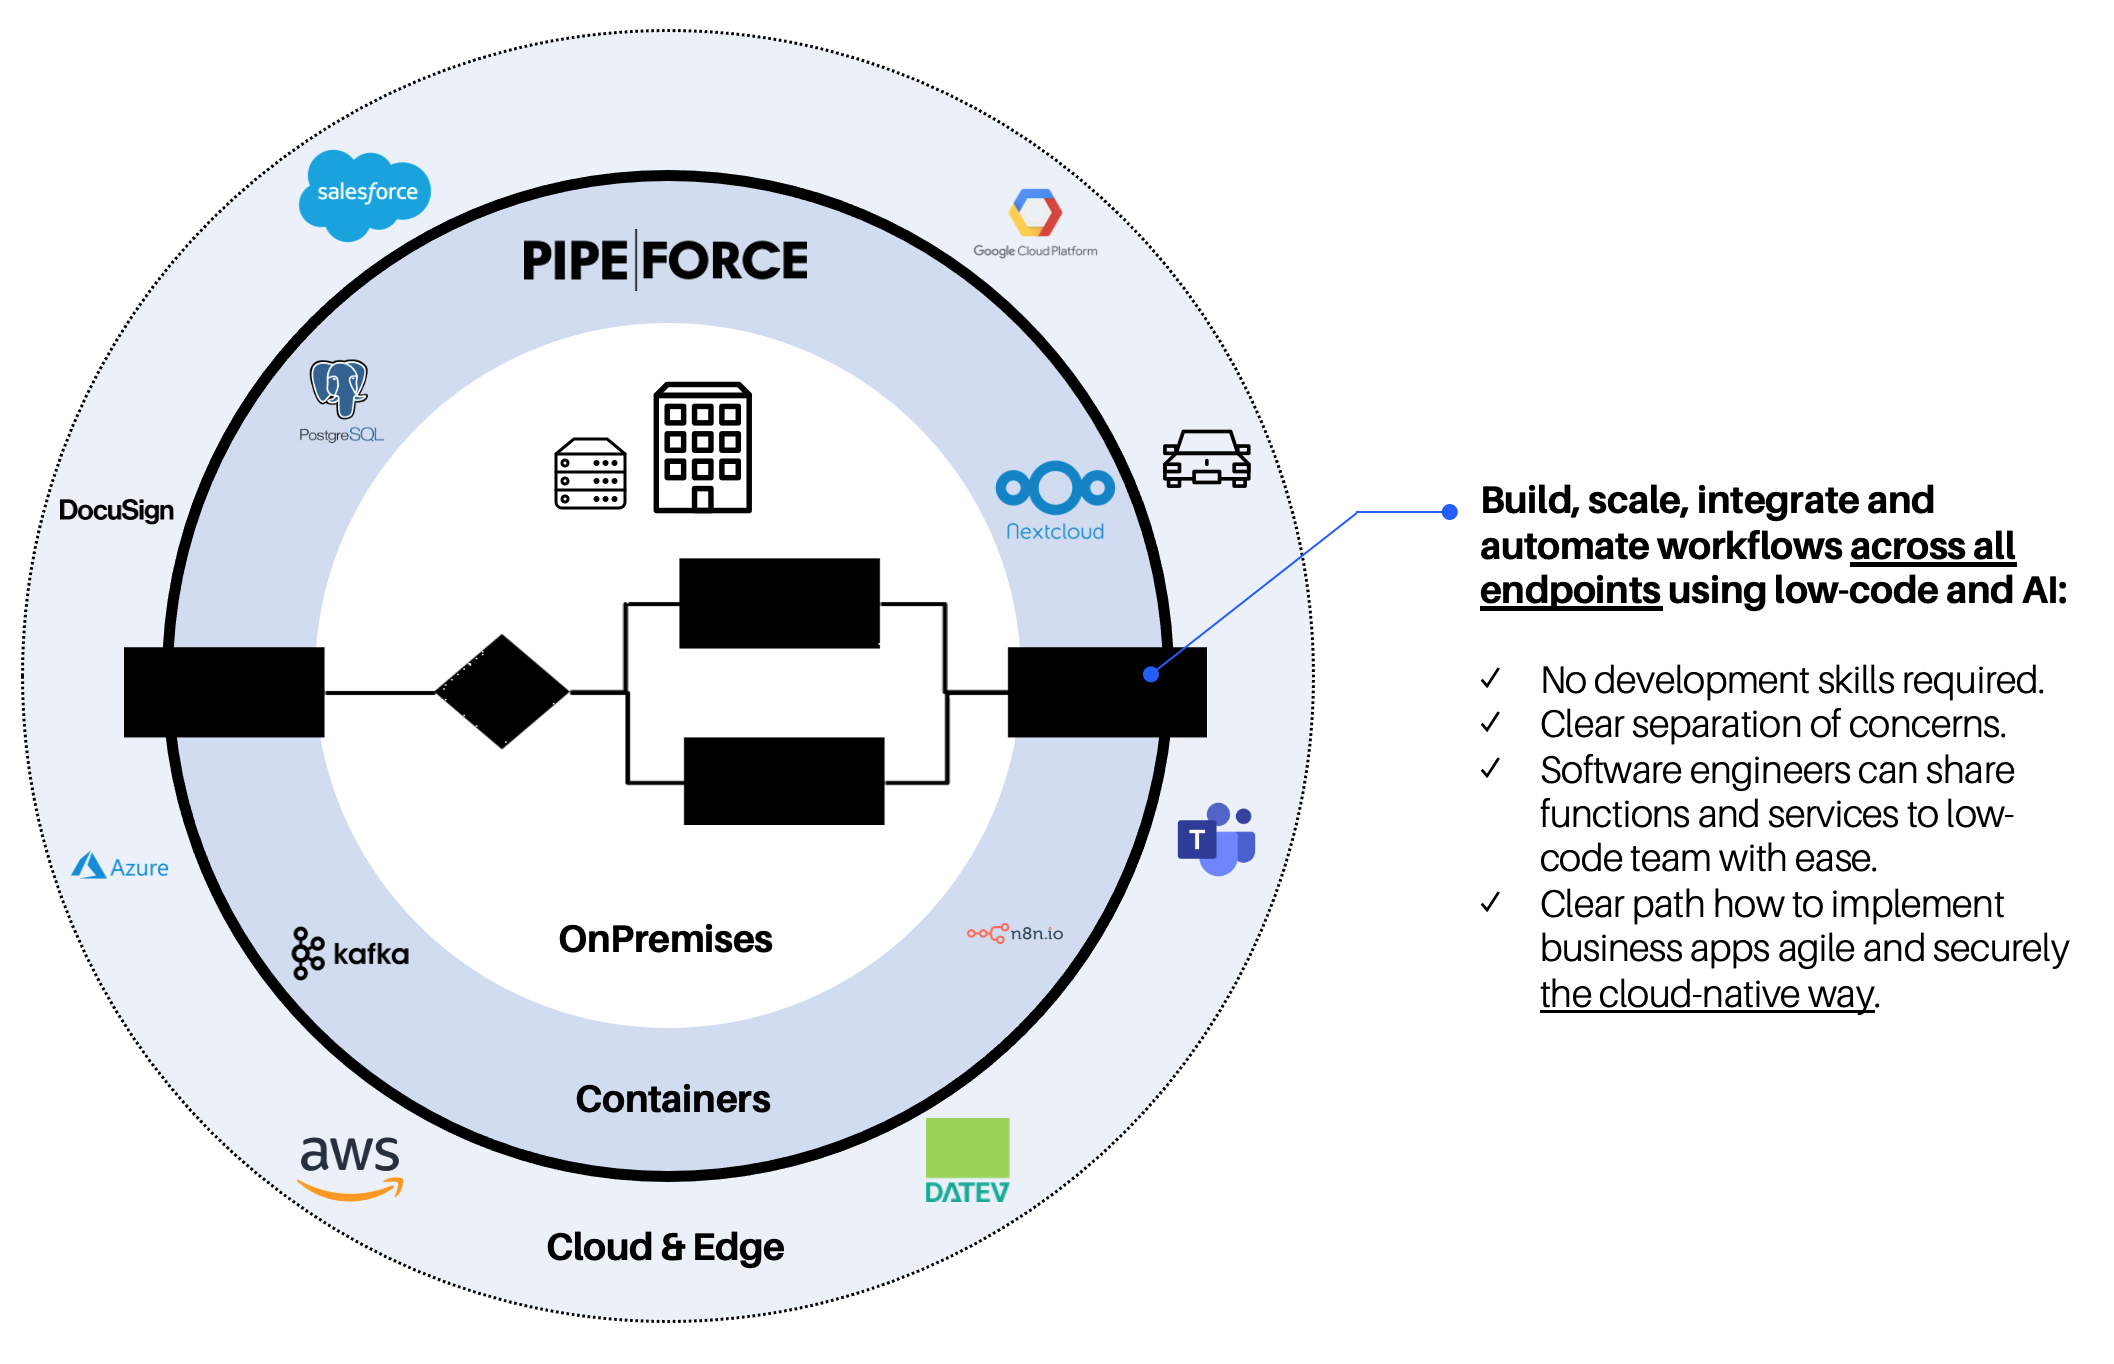 salesforce
Google Cloud Platform
PIPE|FORCE
PostgreSQL
DocuSign
Nextcloud
T
Azure
kafka
n8n.io
OnPremises
Containers
aws
DATEV
Cloud & Edge
Build, scale, integrate and
automate workflows across all
endpoints using low-code and AI:
✓ No development skills required.
✓ Clear separation of concerns.
✓ Software engineers can share
functions and services to low-
code team with ease.
✓ Clear path how to implement
business apps agile and securely
the cloud-native way.